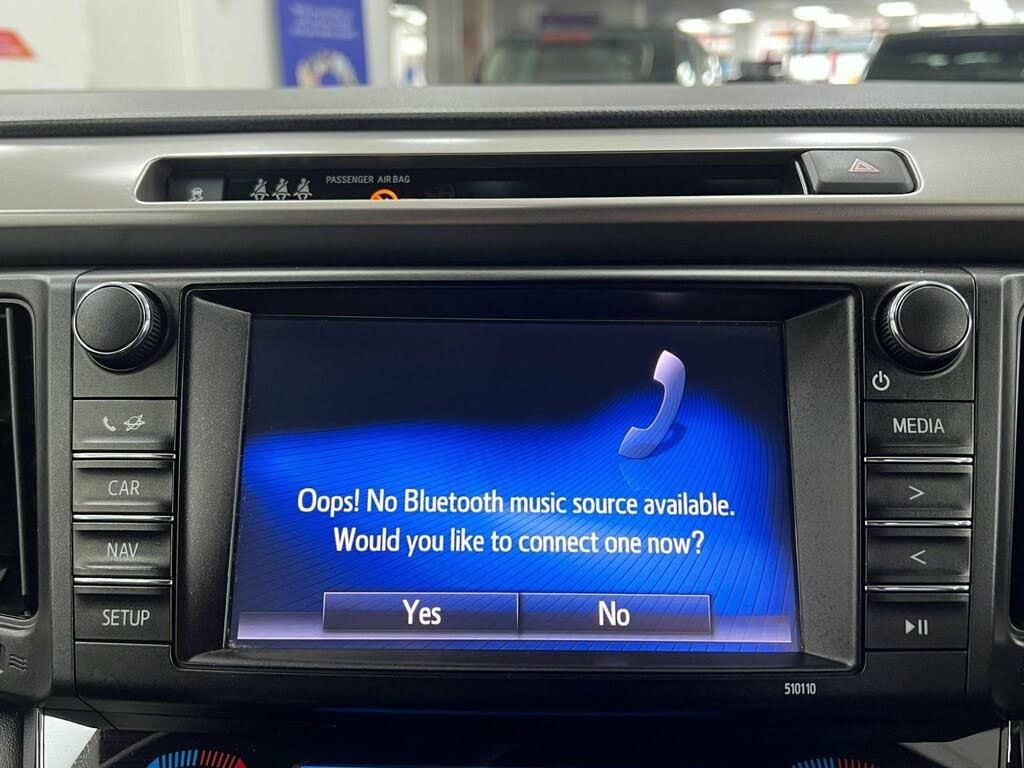 PASSENGER AIR BAG
Oops! No Bluetooth music source available.
Would you like to connect one now?
Yes
No
CAR
NAV
SETUP
MEDIA
>
<
510110